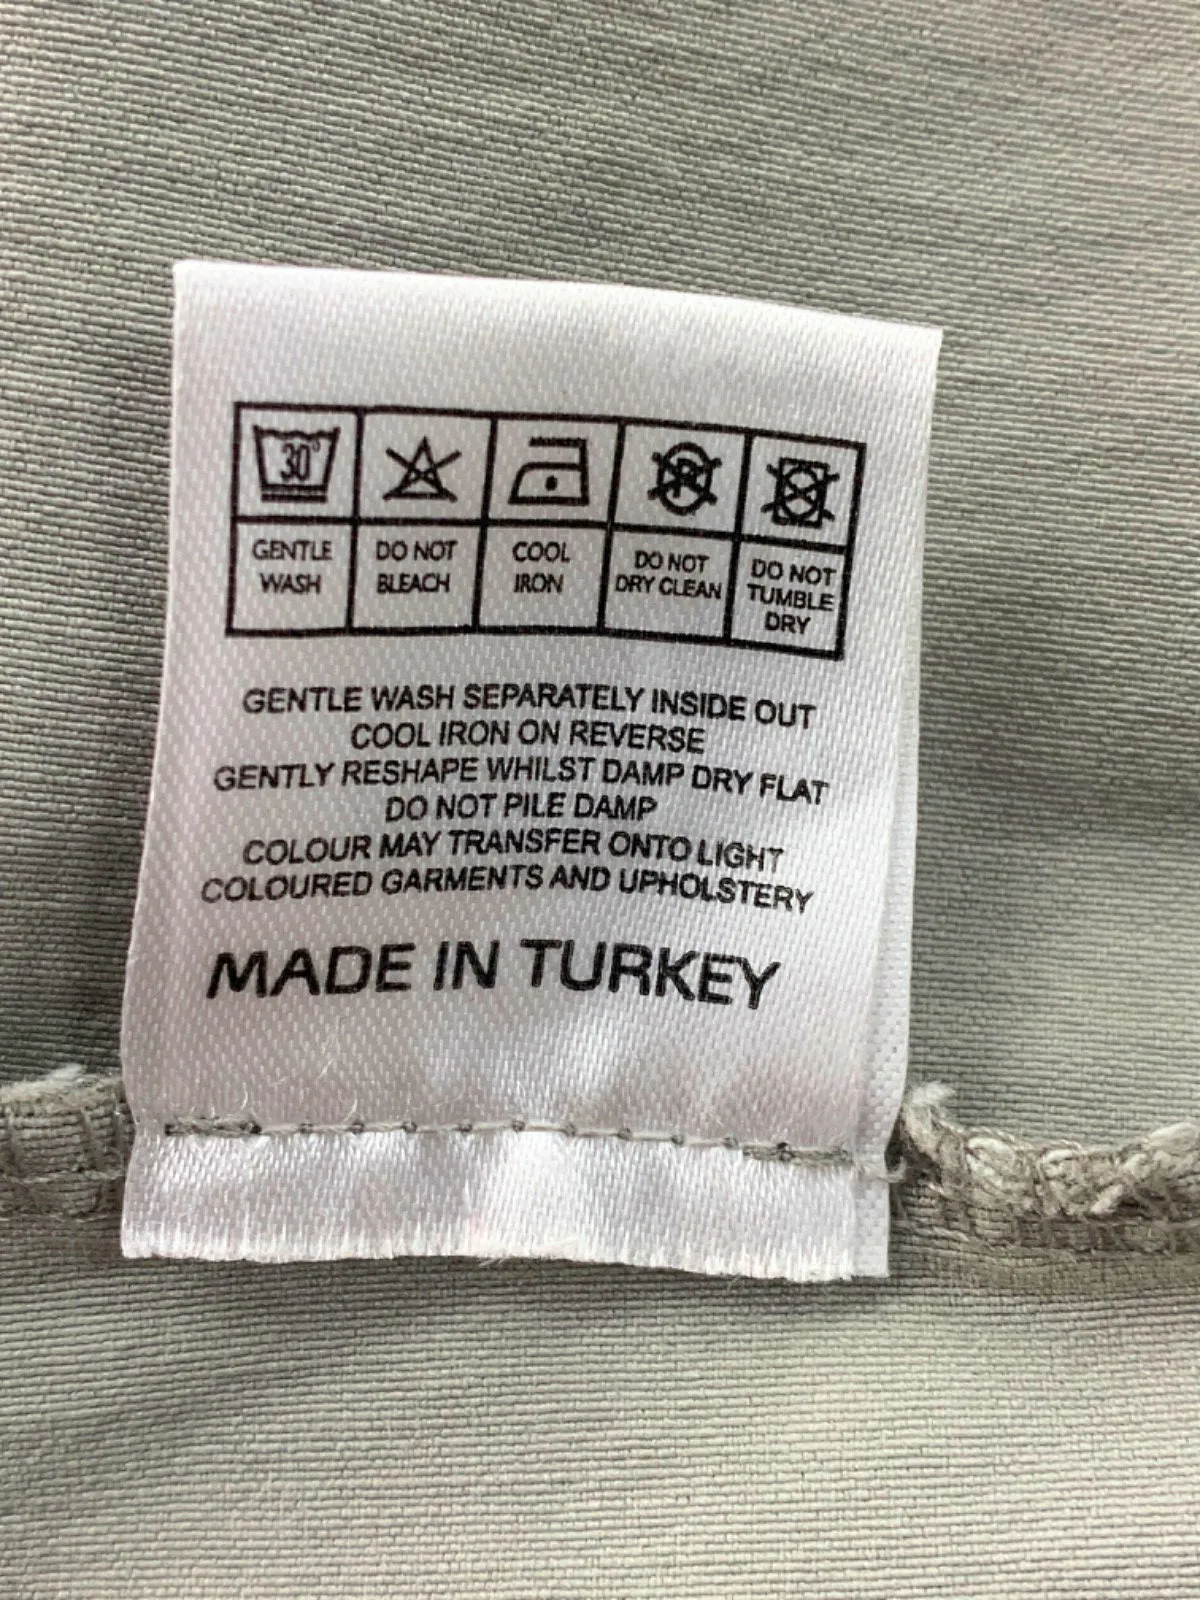 30°
P
GENTLE WASH
DO NOT BLEACH
COOL IRON
DO NOT DRY CLEAN
DO NOT TUMBLE DRY
GENTLE WASH SEPARATELY INSIDE OUT
COOL IRON ON REVERSE
GENTLY RESHAPE WHILST DAMP DRY FLAT
DO NOT PILE DAMP
COLOUR MAY TRANSFER ONTO LIGHT
COLOURED GARMENTS AND UPHOLSTERY
MADE IN TURKEY